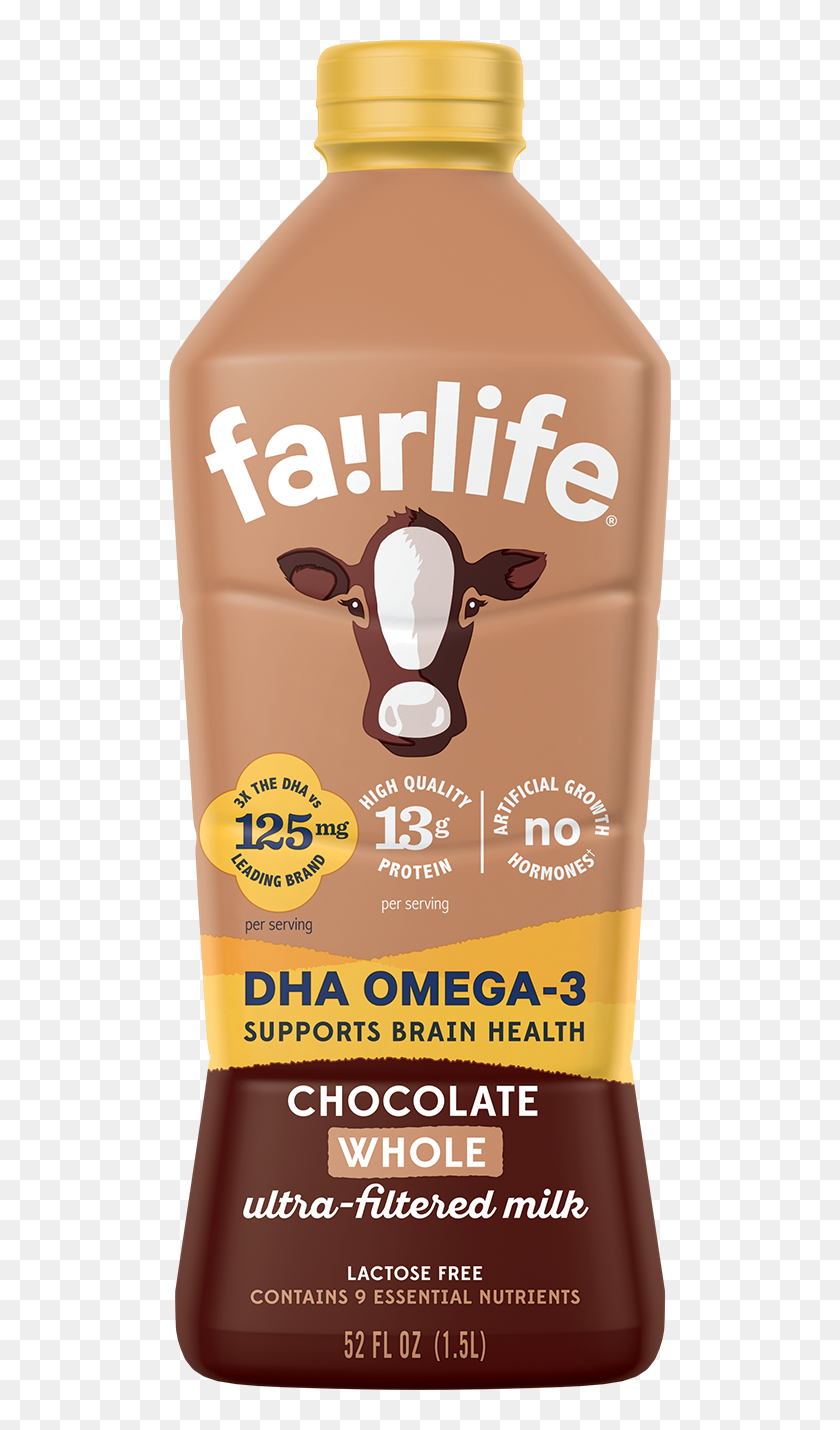 fa!rlife®
3X THE DHA vs
125mg
LEADING BRAND
per serving
HIGH QUALITY
13g
PROTEIN
per serving
ARTIFICIAL GROWTH
no
HORMONES†
DHA OMEGA-3
SUPPORTS BRAIN HEALTH
CHOCOLATE
WHOLE
ultra-filtered milk
LACTOSE FREE
CONTAINS 9 ESSENTIAL NUTRIENTS
52 FL OZ (1.5L)